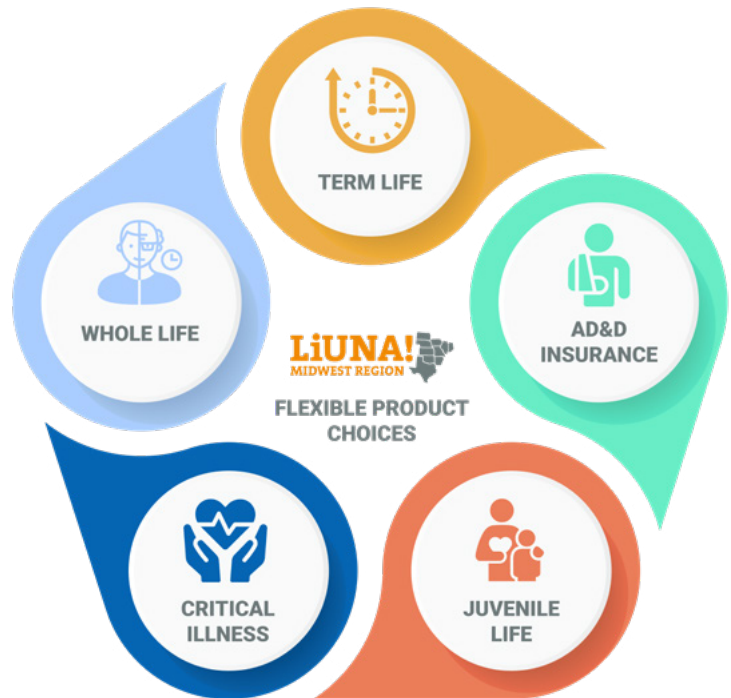 TERM LIFE
WHOLE LIFE
AD&D
INSURANCE
LiUNA!
MIDWEST REGION
FLEXIBLE PRODUCT
CHOICES
CRITICAL
ILLNESS
JUVENILE
LIFE